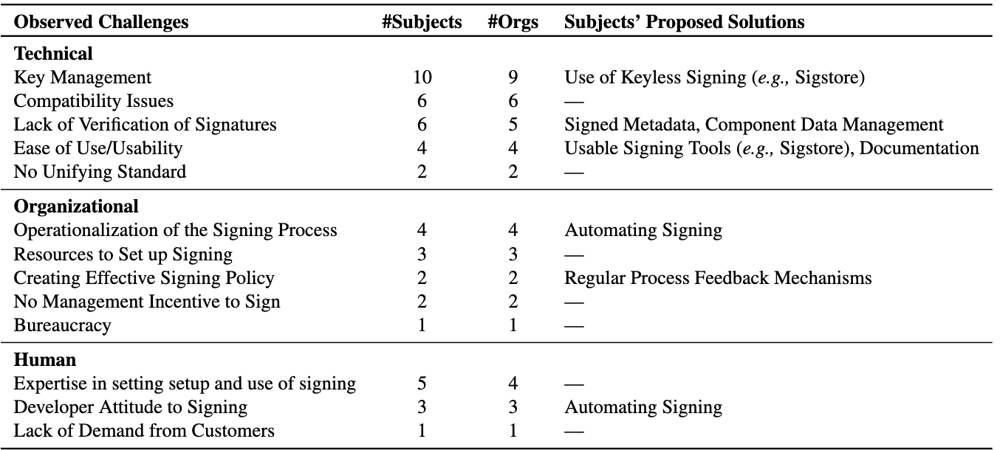 Observed Challenges #Subjects #Orgs Subjects’ Proposed Solutions
Technical
Key Management 10 9 Use of Keyless Signing (e.g., Sigstore)
Compatibility Issues 6 6 —
Lack of Verification of Signatures 6 5 Signed Metadata, Component Data Management
Ease of Use/Usability 4 4 Usable Signing Tools (e.g., Sigstore), Documentation
No Unifying Standard 2 2 —
Organizational
Operationalization of the Signing Process 4 4 Automating Signing
Resources to Set up Signing 3 3 —
Creating Effective Signing Policy 2 2 Regular Process Feedback Mechanisms
No Management Incentive to Sign 2 2 —
Bureaucracy 1 1 —
Human
Expertise in setting setup and use of signing 5 4 —
Developer Attitude to Signing 3 3 Automating Signing
Lack of Demand from Customers 1 1 —